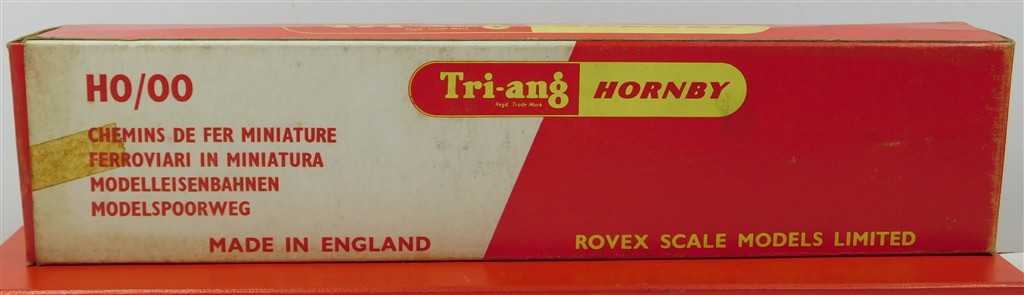 HO/OO
Tri-ang HORNBY
Regd. Trade Mark
CHEMINS DE FER MINIATURE
FERROVIARI IN MINIATURA
MODELLEISENBAHNEN
MODELSPOORWEG
MADE IN ENGLAND
ROVEX SCALE MODELS LIMITED